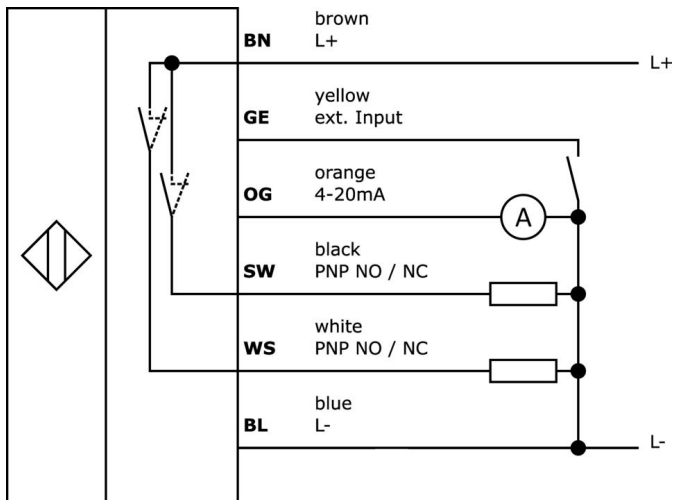 brown
BN L+
L+
yellow
GE ext. Input
orange
OG 4-20mA
A
black
SW PNP NO / NC
white
WS PNP NO / NC
blue
BL L-
L-